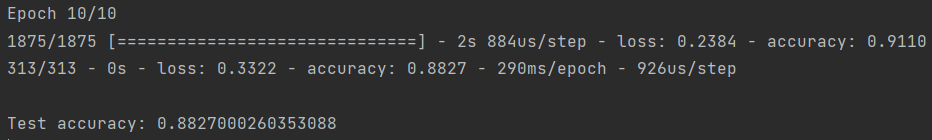 Epoch 10/10
1875/1875 [==============================] - 2s 884us/step - loss: 0.2384 - accuracy: 0.9110
313/313 - 0s - loss: 0.3322 - accuracy: 0.8827 - 290ms/epoch - 926us/step
Test accuracy: 0.8827000260353088